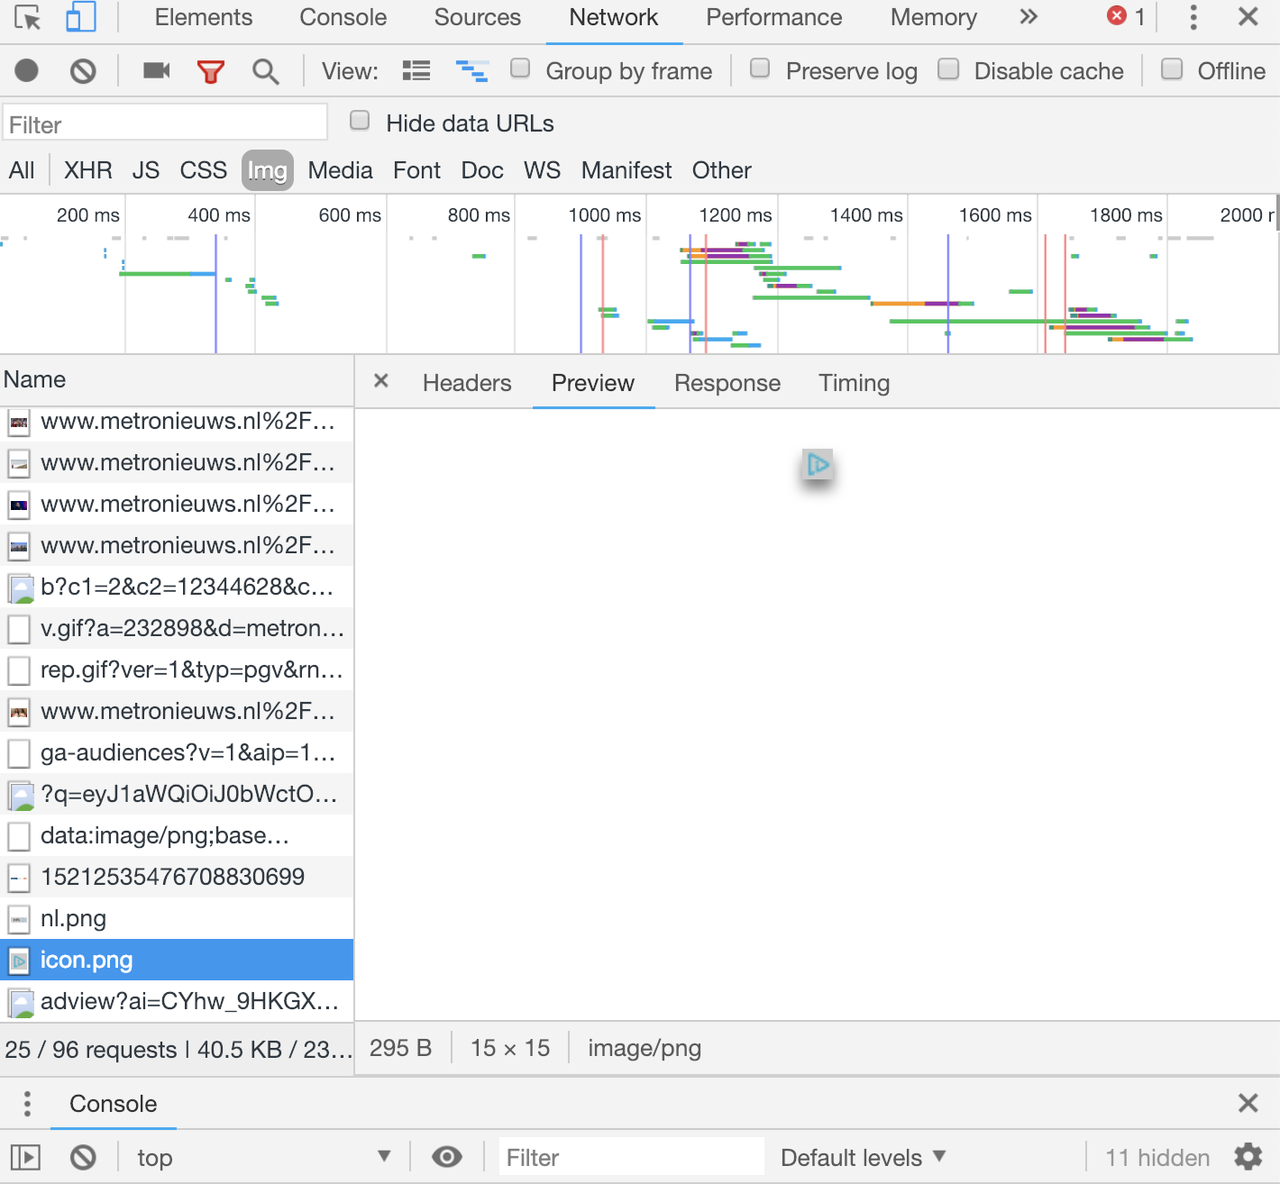 Elements Console Sources Network Performance Memory » 1
View: Group by frame Preserve log Disable cache Offline
Filter Hide data URLs
All XHR JS CSS Img Media Font Doc WS Manifest Other
200 ms 400 ms 600 ms 800 ms 1000 ms 1200 ms 1400 ms 1600 ms 1800 ms 2000 r
Name
Headers Preview Response Timing
www.metronieuws.nl%2F...
www.metronieuws.nl%2F...
www.metronieuws.nl%2F...
www.metronieuws.nl%2F...
b?c1=2&c2=12344628&c...
v.gif?a=232898&d=metron...
rep.gif?ver=1&typ=pgv&rn...
www.metronieuws.nl%2F...
ga-audiences?v=1&aip=1...
?q=eyJ1aWQiOiJ0bWctO...
data:image/png;base...
15212535476708830699
nl.png
icon.png
adview?ai=CYhw_9HKGX...
25 / 96 requests | 40.5 KB / 23...
295 B 15 × 15 image/png
Console
top Filter Default levels 11 hidden